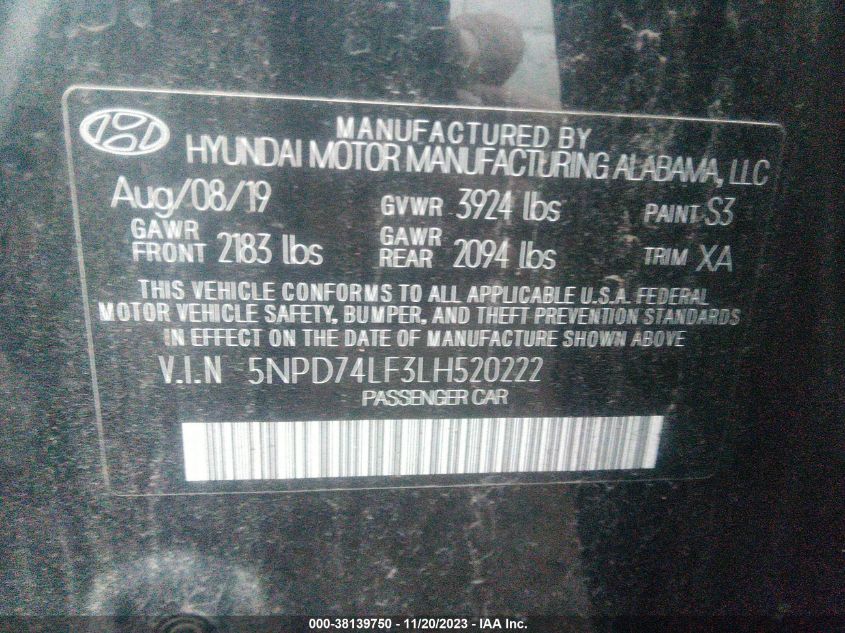 MANUFACTURED BY
HYUNDAI MOTOR MANUFACTURING ALABAMA, LLC
Aug/08/19 GVWR 3924 lbs PAINT S3
GAWR FRONT 2183 lbs GAWR REAR 2094 lbs TRIM XA
THIS VEHICLE CONFORMS TO ALL APPLICABLE U.S.A. FEDERAL
MOTOR VEHICLE SAFETY, BUMPER, AND THEFT PREVENTION STANDARDS
IN EFFECT ON THE DATE OF MANUFACTURE SHOWN ABOVE
V.I.N 5NPD74LF3LH520222
PASSENGER CAR
000-38139750 - 11/20/2023 - IAA Inc.